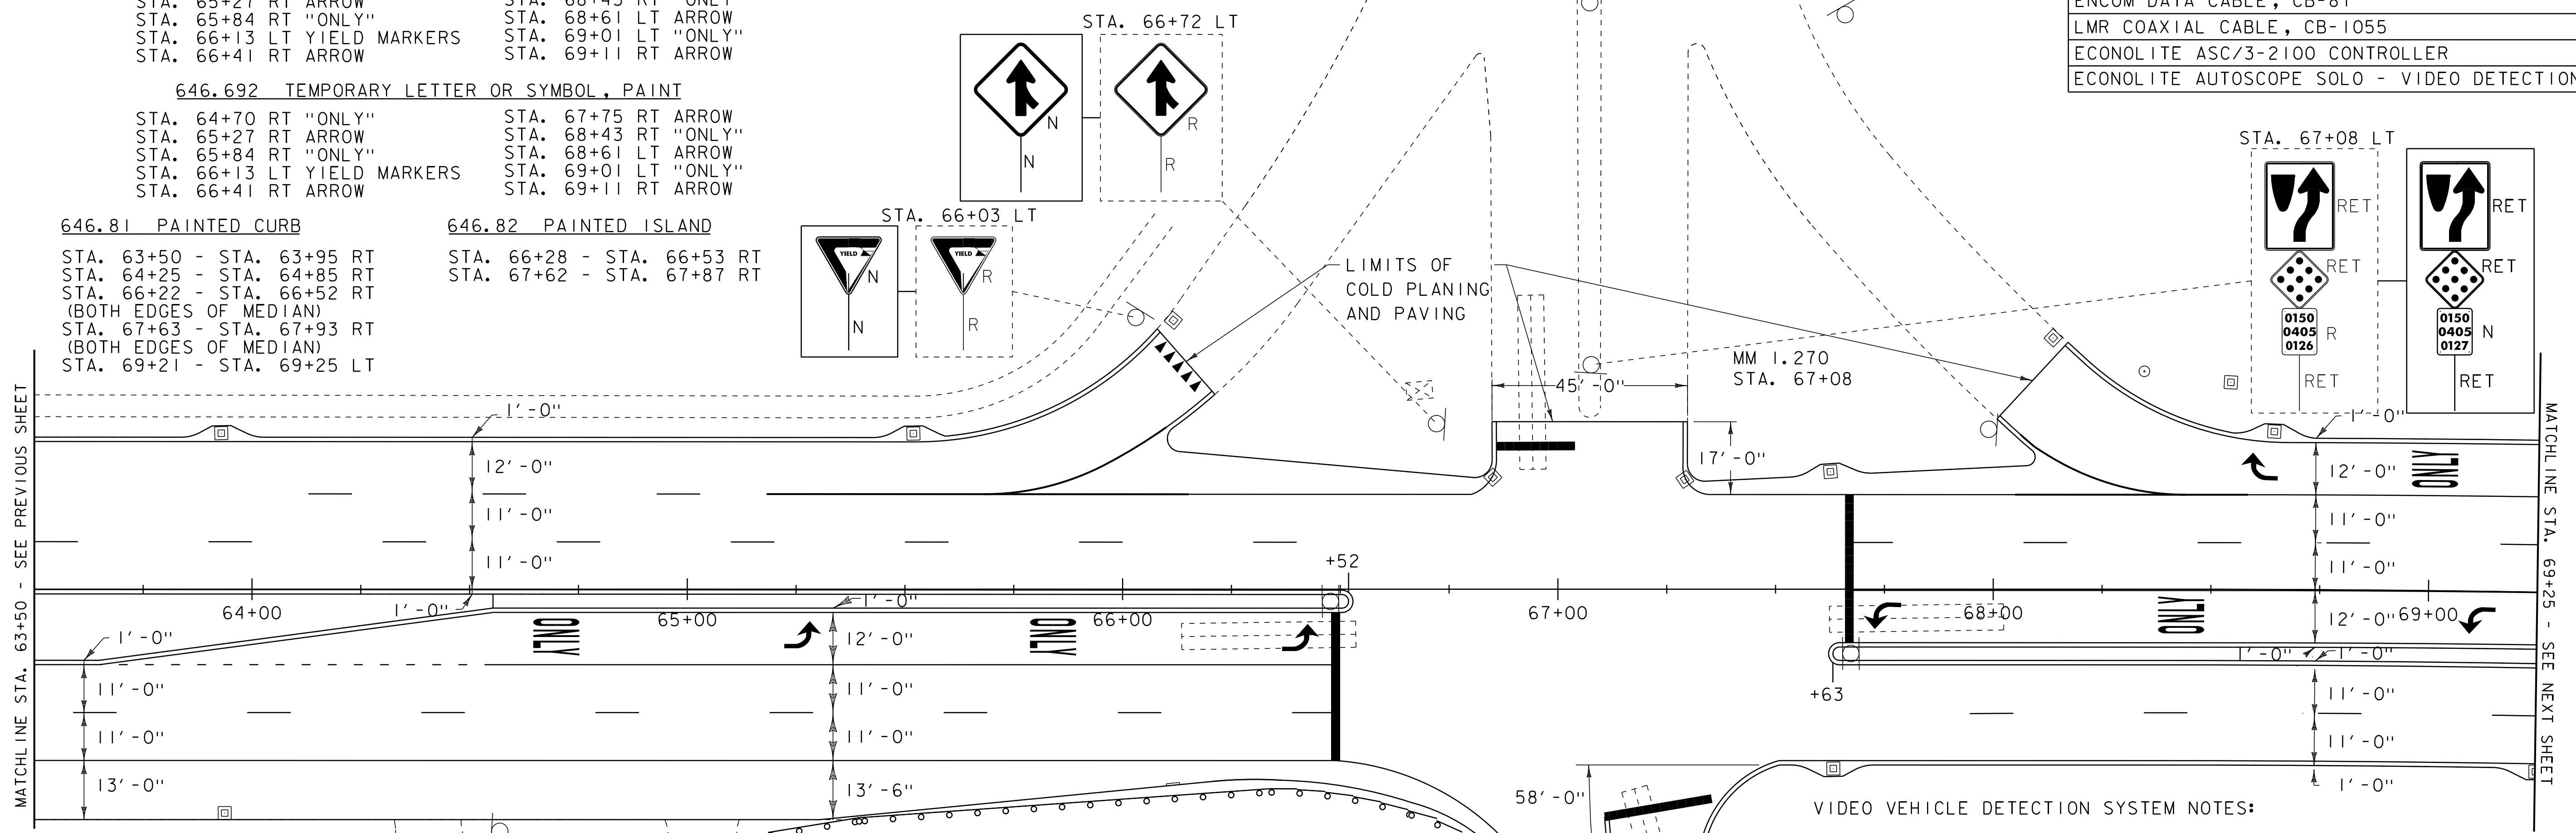 STA. 65+27 RT ARROW
STA. 65+84 RT "ONLY"
STA. 66+13 LT YIELD MARKERS
STA. 66+41 RT ARROW
STA. 68+43 RT "ONLY"
STA. 68+61 LT ARROW
STA. 69+01 LT "ONLY"
STA. 69+11 RT ARROW
646.692 TEMPORARY LETTER OR SYMBOL, PAINT
STA. 64+70 RT "ONLY"
STA. 65+27 RT ARROW
STA. 65+84 RT "ONLY"
STA. 66+13 LT YIELD MARKERS
STA. 66+41 RT ARROW
STA. 67+75 RT ARROW
STA. 68+43 RT "ONLY"
STA. 68+61 LT ARROW
STA. 69+01 LT "ONLY"
STA. 69+11 RT ARROW
646.81 PAINTED CURB
STA. 63+50 - STA. 63+95 RT
STA. 64+25 - STA. 64+85 RT
STA. 66+22 - STA. 66+52 RT
(BOTH EDGES OF MEDIAN)
STA. 67+63 - STA. 67+93 RT
(BOTH EDGES OF MEDIAN)
STA. 69+21 - STA. 69+25 LT
646.82 PAINTED ISLAND
STA. 66+28 - STA. 66+53 RT
STA. 67+62 - STA. 67+87 RT
STA. 66+72 LT
N
R
N
R
STA. 66+03 LT
YIELD
N
YIELD
R
N
R
LIMITS OF
COLD PLANING
AND PAVING
ENCOM DATA CABLE, CB-81
LMR COAXIAL CABLE, CB-1055
ECONOLITE ASC/3-2100 CONTROLLER
ECONOLITE AUTOSCOPE SOLO - VIDEO DETECTION
STA. 67+08 LT
RET
RET
RET
RET
0150
0405
0126
R
0150
0405
0127
N
RET
RET
MM 1.270
STA. 67+08
45'-0"
17'-0"
MATCHLINE STA. 63+50 - SEE PREVIOUS SHEET
1'-0"
12'-0"
11'-0"
11'-0"
1'-0"
1'-0"
1'-0"
12'-0"
11'-0"
11'-0"
13'-0"
11'-0"
11'-0"
13'-6"
64+00
65+00
66+00
67+00
68+00
69+00
ONLY
ONLY
+52
+63
ONLY
ONLY
1'-0"
12'-0"
11'-0"
11'-0"
12'-0"
1'-0"
1'-0"
11'-0"
11'-0"
1'-0"
58'-0"
MATCHLINE STA. 69+25 - SEE NEXT SHEET
VIDEO VEHICLE DETECTION SYSTEM NOTES: